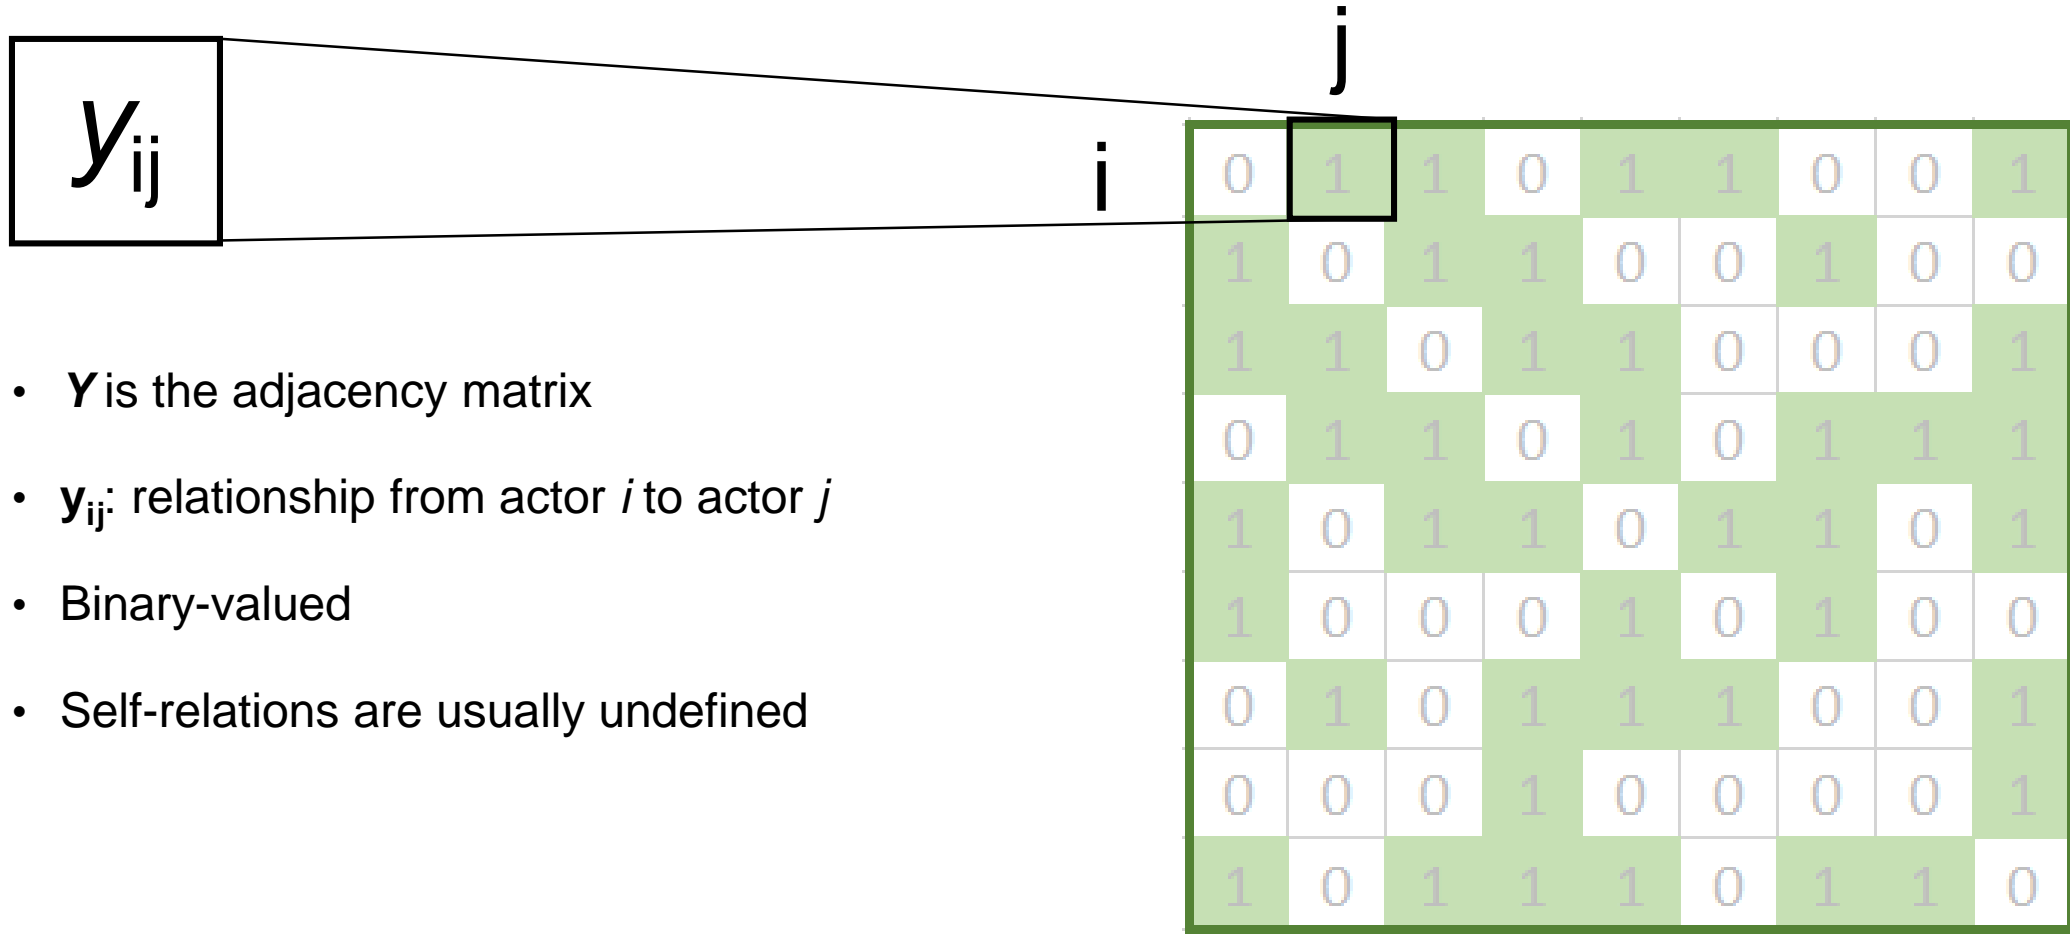 j
y_ij
i
0 1 1 0 1 1 0 0 1
1 0 1 1 0 0 1 0 0
1 1 0 1 1 0 0 0 1
0 1 1 0 1 0 1 1 1
1 0 1 1 0 1 1 0 1
1 0 0 0 1 0 1 0 0
0 1 0 1 1 1 0 0 1
0 0 0 1 0 0 0 0 1
1 0 1 1 1 0 1 1 0
• Y is the adjacency matrix
• y_ij: relationship from actor i to actor j
• Binary-valued
• Self-relations are usually undefined